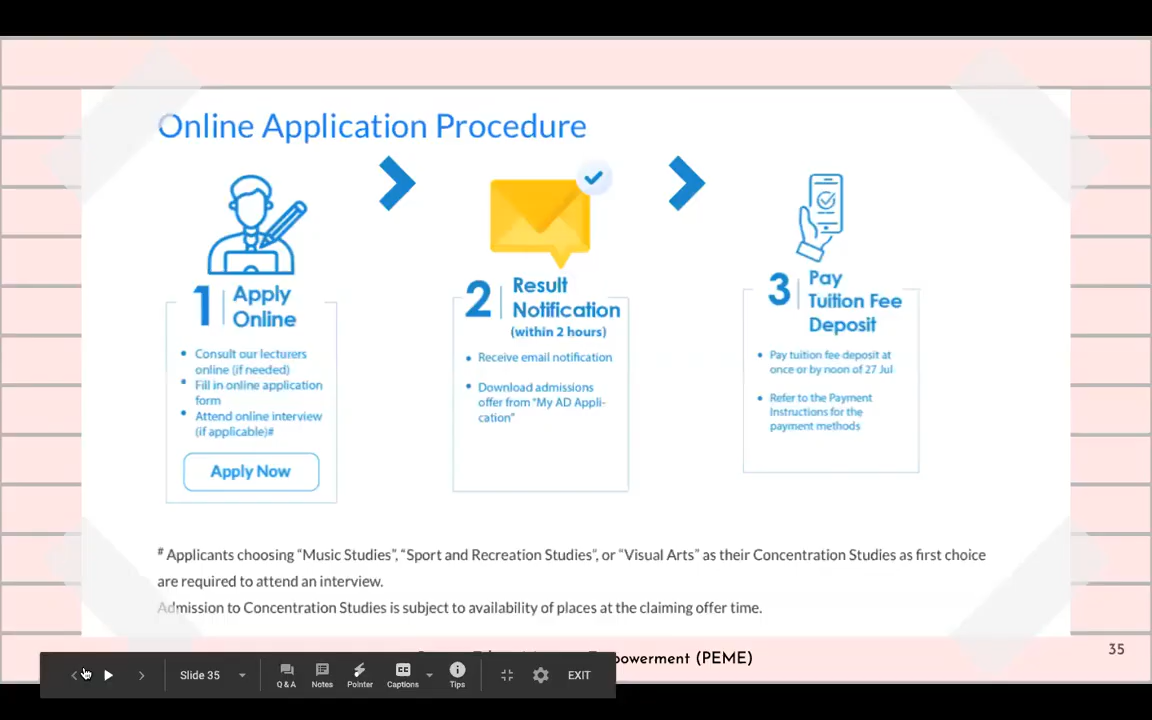 Online Application Procedure
1 Apply
Online
Consult our lecturers
online (if needed)
Fill in online application
form
Attend online interview
(if applicable)#
Apply Now
2 Result
Notification
(within 2 hours)
Receive email notification
Download admissions
offer from "My AD Appli-
cation"
3 Pay
Tuition Fee
Deposit
Pay tuition fee deposit at
once or by noon of 27 Jul
Refer to the Payment
Instructions for the
payment methods
# Applicants choosing "Music Studies", "Sport and Recreation Studies", or "Visual Arts" as their Concentration Studies as first choice
are required to attend an interview.
Admission to Concentration Studies is subject to availability of places at the claiming offer time.
(PEME)
35
Slide 35
Q & A
Notes
Pointer
CC
Captions
Tips
EXIT